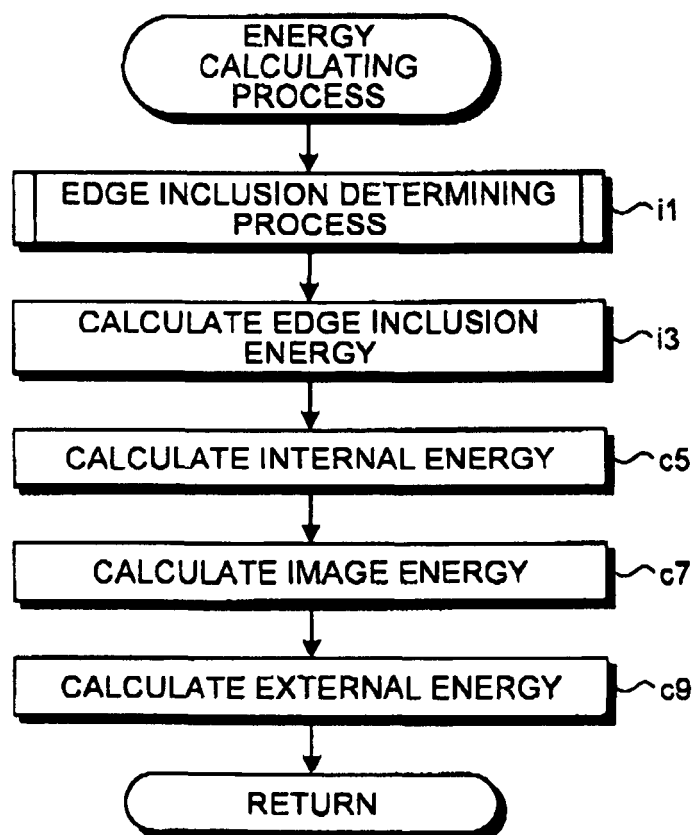 ENERGY
CALCULATING
PROCESS
EDGE INCLUSION DETERMINING
PROCESS
i1
CALCULATE EDGE INCLUSION
ENERGY
i3
CALCULATE INTERNAL ENERGY
c5
CALCULATE IMAGE ENERGY
c7
CALCULATE EXTERNAL ENERGY
c9
RETURN